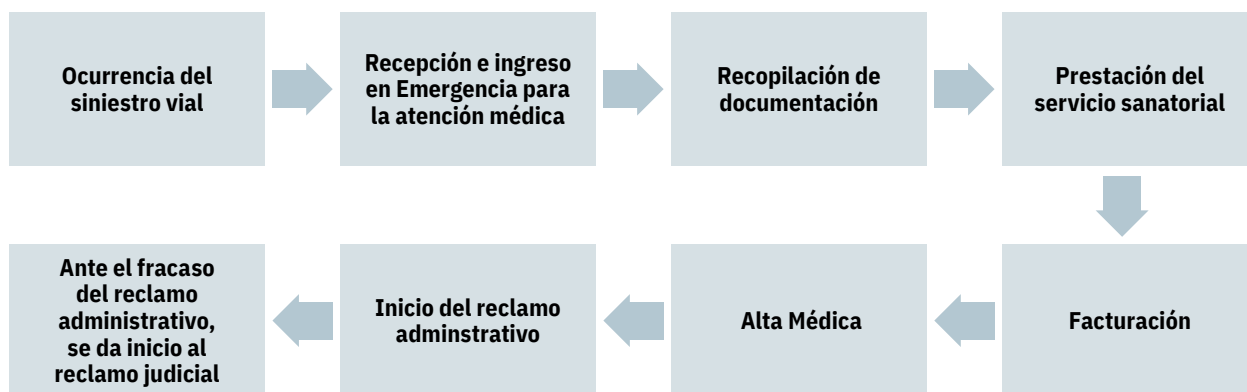 Ocurrencia del
siniestro vial
Recepción e ingreso
en Emergencia para
la atención médica
Recopilación de
documentación
Prestación del
servicio sanatorial
Facturación
Alta Médica
Inicio del reclamo
adminstrativo
Ante el fracaso
del reclamo
administrativo,
se da inicio al
reclamo judicial